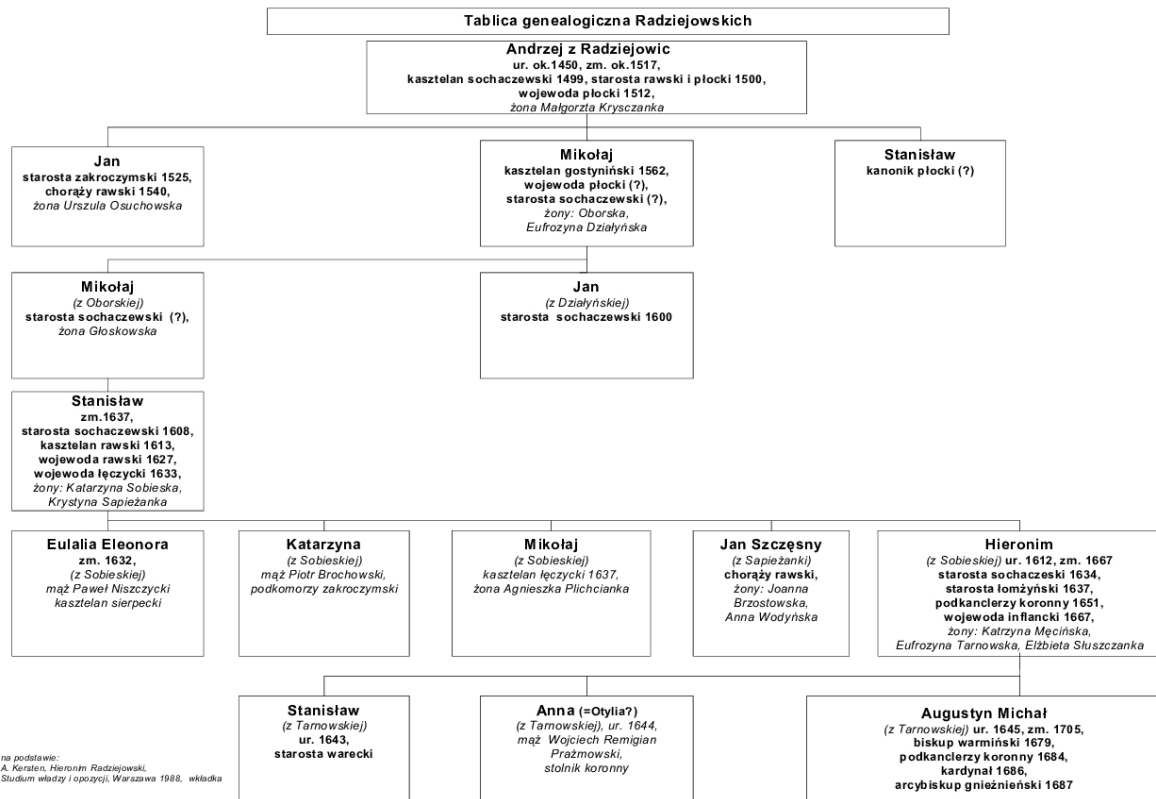 Tablica genealogiczna Radziejowskich
Andrzej z Radziejowic
ur. ok.1450, zm. ok.1517,
kasztelan sochaczewski 1499, starosta rawski i płocki 1500,
wojewoda płocki 1512,
żona Małgorzta Krysczanka
Jan
starosta zakroczymski 1525,
chorąży rawski 1540,
żona Urszula Osuchowska
Mikołaj
kasztelan gostyniński 1562,
wojewoda płocki (?),
starosta sochaczewski (?),
żony: Oborska,
Eufrozyna Działyńska
Stanisław
kanonik płocki (?)
Mikołaj
(z Oborskiej)
starosta sochaczewski (?),
żona Głoskowska
Jan
(z Działyńskiej)
starosta sochaczewski 1600
Stanisław
zm.1637,
starosta sochaczewski 1608,
kasztelan rawski 1613,
wojewoda rawski 1627,
wojewoda łęczycki 1633,
żony: Katarzyna Sobieska,
Krystyna Sapieżanka
Eulalia Eleonora
zm. 1632,
(z Sobieskiej)
mąż Paweł Niszczycki
kasztelan sierpecki
Katarzyna
(z Sobieskiej)
mąż Piotr Brochowski,
podkomorzy zakroczymski
Mikołaj
(z Sobieskiej)
kasztelan łęczycki 1637,
żona Agnieszka Plichcianka
Jan Szczęsny
(z Sapieżanki)
chorąży rawski,
żony: Joanna
Brzostowska,
Anna Wodyńska
Hieronim
(z Sobieskiej) ur. 1612, zm. 1667
starosta sochaczeski 1634,
starosta łomżyński 1637,
podkanclerzy koronny 1651,
wojewoda inflancki 1667,
żony: Katrzyna Męcińska,
Eufrozyna Tarnowska, Elżbieta Słuszczanka
Stanisław
(z Tarnowskiej)
ur. 1643,
starosta warecki
Anna (=Otylia?)
(z Tarnowskiej), ur. 1644,
mąż Wojciech Remigian
Prażmowski,
stolnik koronny
Augustyn Michał
(z Tarnowskiej) ur. 1645, zm. 1705,
biskup warmiński 1679,
podkanclerzy koronny 1684,
kardynał 1686,
arcybiskup gnieźnieński 1687
na podstawie:
A. Kersten, Hieronim Radziejowski,
Studium władzy i opozycji, Warszawa 1988, wkładka